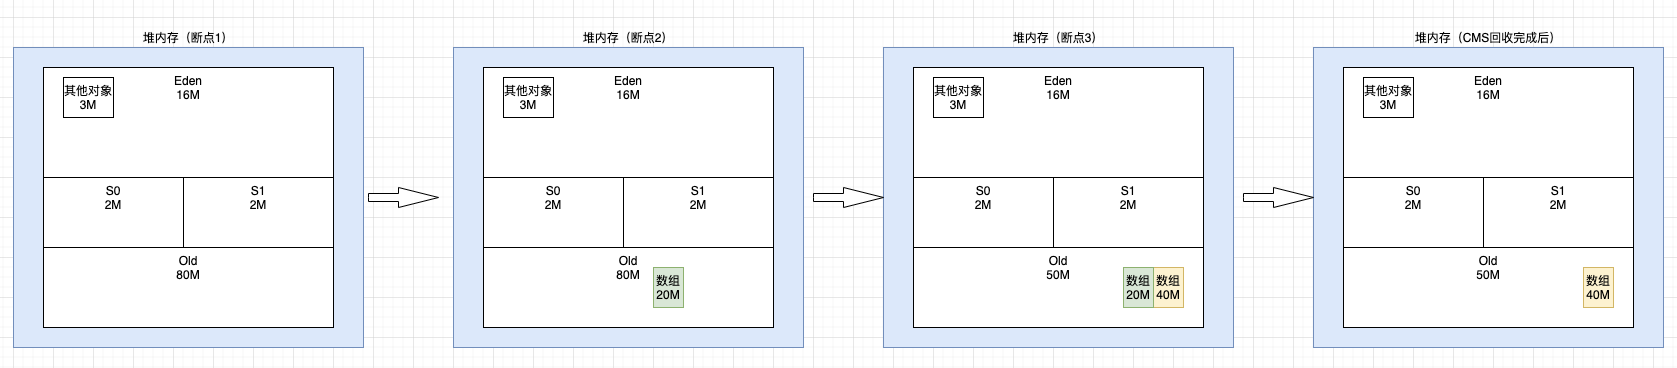 堆内存（断点1）
其他对象
3M
Eden
16M
S0
2M
S1
2M
Old
80M
堆内存（断点2）
其他对象
3M
Eden
16M
S0
2M
S1
2M
Old
80M
数组
20M
堆内存（断点3）
其他对象
3M
Eden
16M
S0
2M
S1
2M
Old
50M
数组
20M
数组
40M
堆内存（CMS回收完成后）
其他对象
3M
Eden
16M
S0
2M
S1
2M
Old
50M
数组
40M